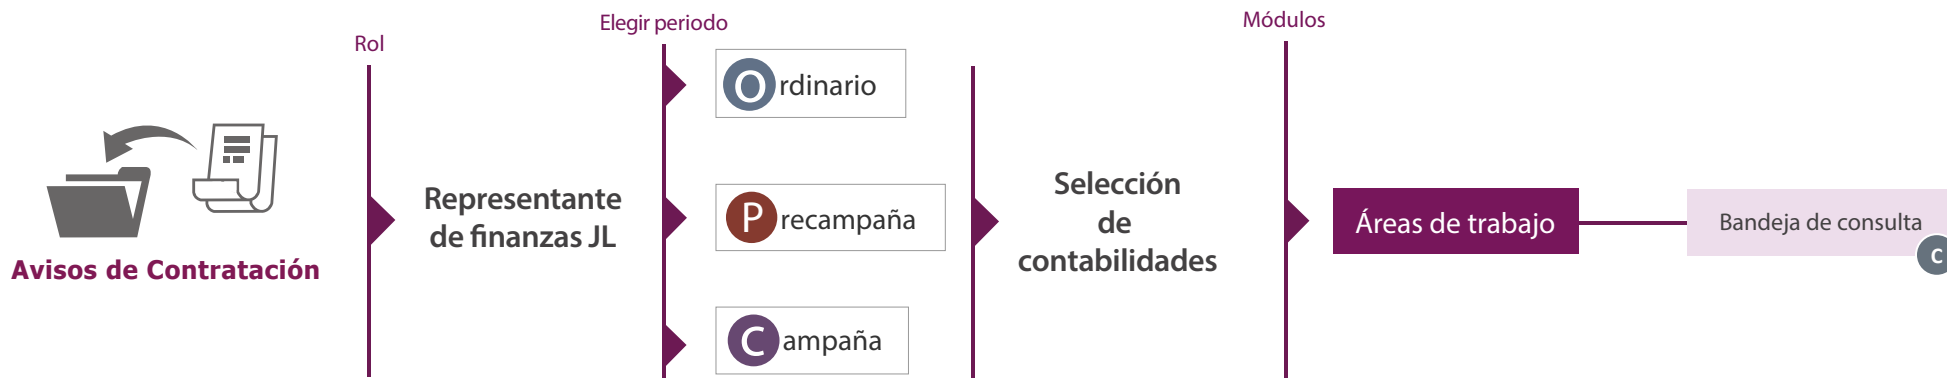 Avisos de Contratación
Rol
Representante
de finanzas JL
Elegir periodo
Ordinario
Precampaña
Campaña
Selección
de
contabilidades
Módulos
Áreas de trabajo
Bandeja de consulta
C